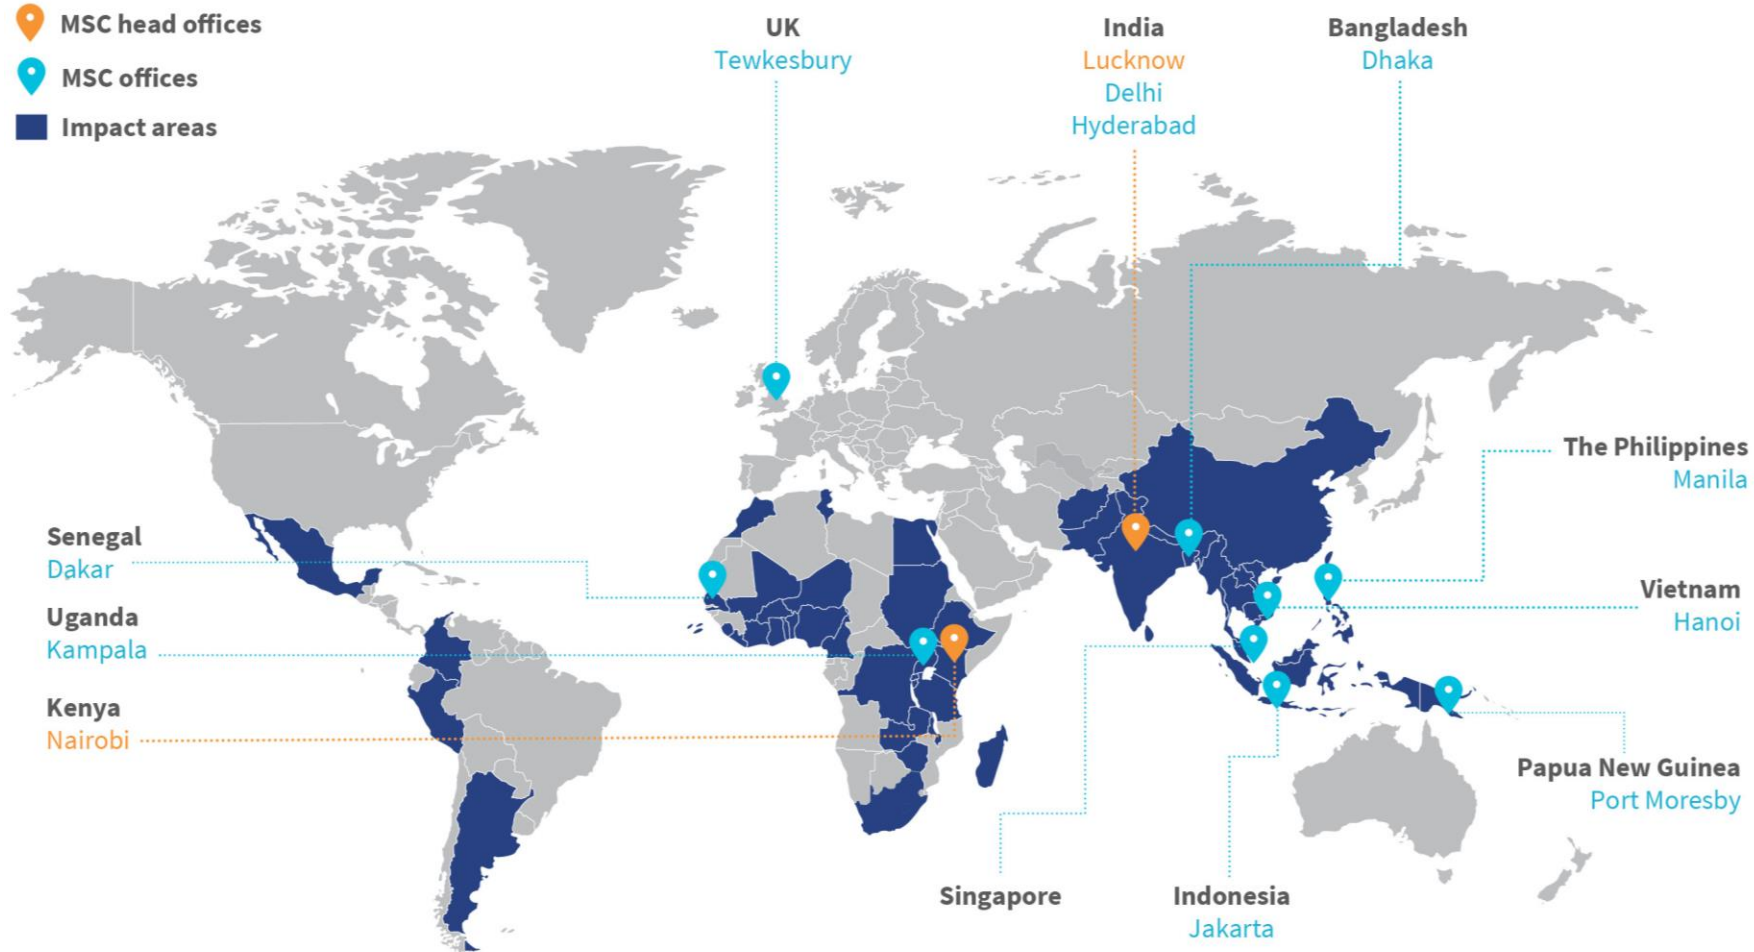 MSC head offices
MSC offices
Impact areas
UK
Tewkesbury
India
Lucknow
Delhi
Hyderabad
Bangladesh
Dhaka
The Philippines
Manila
Senegal
Dakar
Vietnam
Hanoi
Uganda
Kampala
Kenya
Nairobi
Papua New Guinea
Port Moresby
Singapore
Indonesia
Jakarta